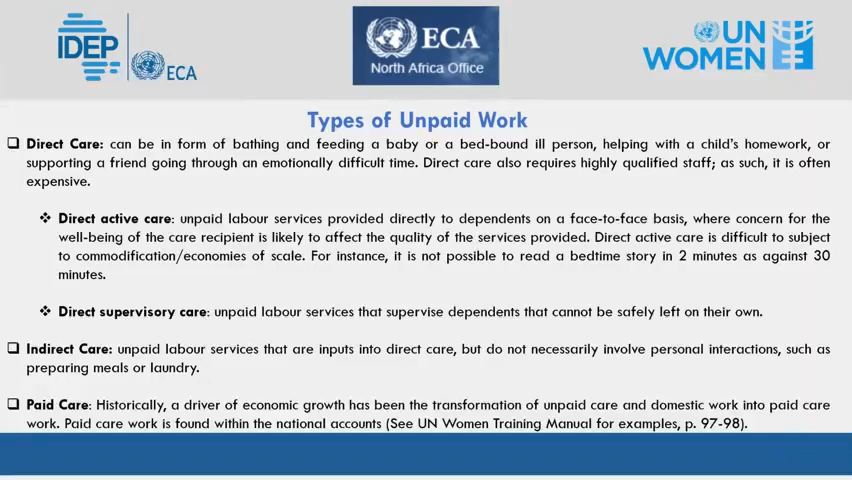 IDEP
ECA
ECA
North Africa Office
UN
WOMEN
Types of Unpaid Work
Direct Care: can be in form of bathing and feeding a baby or a bed-bound ill person, helping with a child's homework, or
supporting a friend going through an emotionally difficult time. Direct care also requires highly qualified staff; as such, it is often
expensive.
Direct active care: unpaid labour services provided directly to dependents on a face-to-face basis, where concern for the
well-being of the care recipient is likely to affect the quality of the services provided. Direct active care is difficult to subject
to commodification/economies of scale. For instance, it is not possible to read a bedtime story in 2 minutes as against 30
minutes.
Direct supervisory care: unpaid labour services that supervise dependents that cannot be safely left on their own.
Indirect Care: unpaid labour services that are inputs into direct care, but do not necessarily involve personal interactions, such as
preparing meals or laundry.
Paid Care: Historically, a driver of economic growth has been the transformation of unpaid care and domestic work into paid care
work. Paid care work is found within the national accounts (See UN Women Training Manual for examples, p. 97-98).